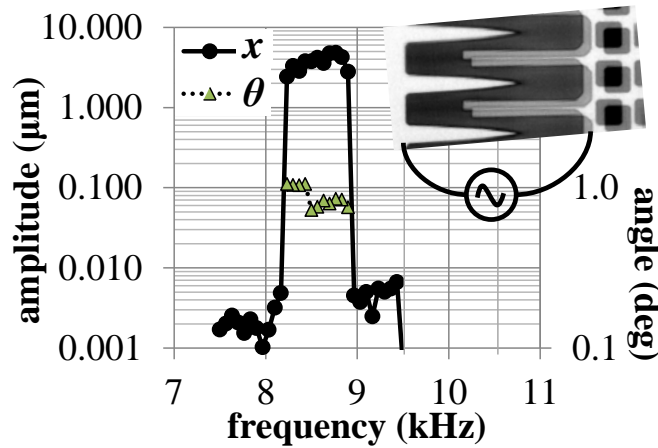 10.000
1.000
0.100
0.010
0.001
amplitude (µm)
x
θ
1.0
0.1
angle (deg)
7 8 9 10 11
frequency (kHz)